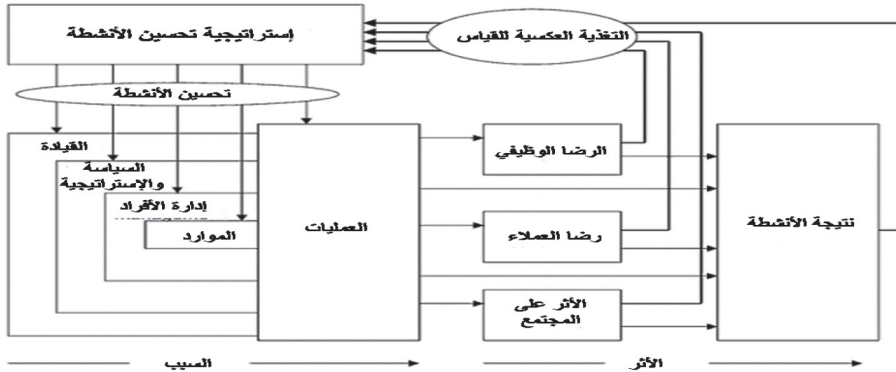 إستراتيجية تحسين الأنشطة
التغذية العكسية للقياس
تحسين الأنشطة
القيادة
السياسة
والإستراتيجية
إدارة الأفراد
الموارد
العمليات
الرضا الوظيفي
رضا العملاء
الأثر على
المجتمع
نتيجة الأنشطة
السبب
الأثر